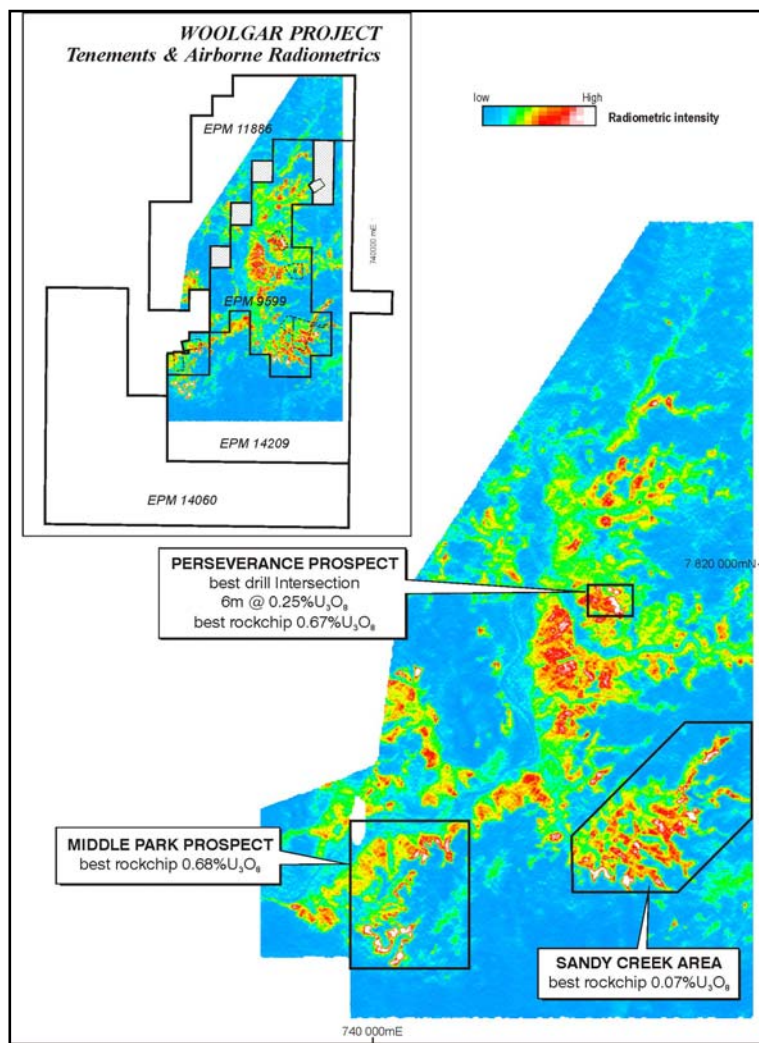 WOOLGAR PROJECT
Tenements & Airborne Radiometrics
EPM 11886
740000 mE
EPM 9599
EPM 14209
EPM 14060
low
High
Radiometric intensity
7 820 000mN
PERSEVERANCE PROSPECT
best drill Intersection
6m @ 0.25%U₃O₈
best rockchip 0.67%U₃O₈
MIDDLE PARK PROSPECT
best rockchip 0.68%U₃O₈
SANDY CREEK AREA
best rockchip 0.07%U₃O₈
740 000mE